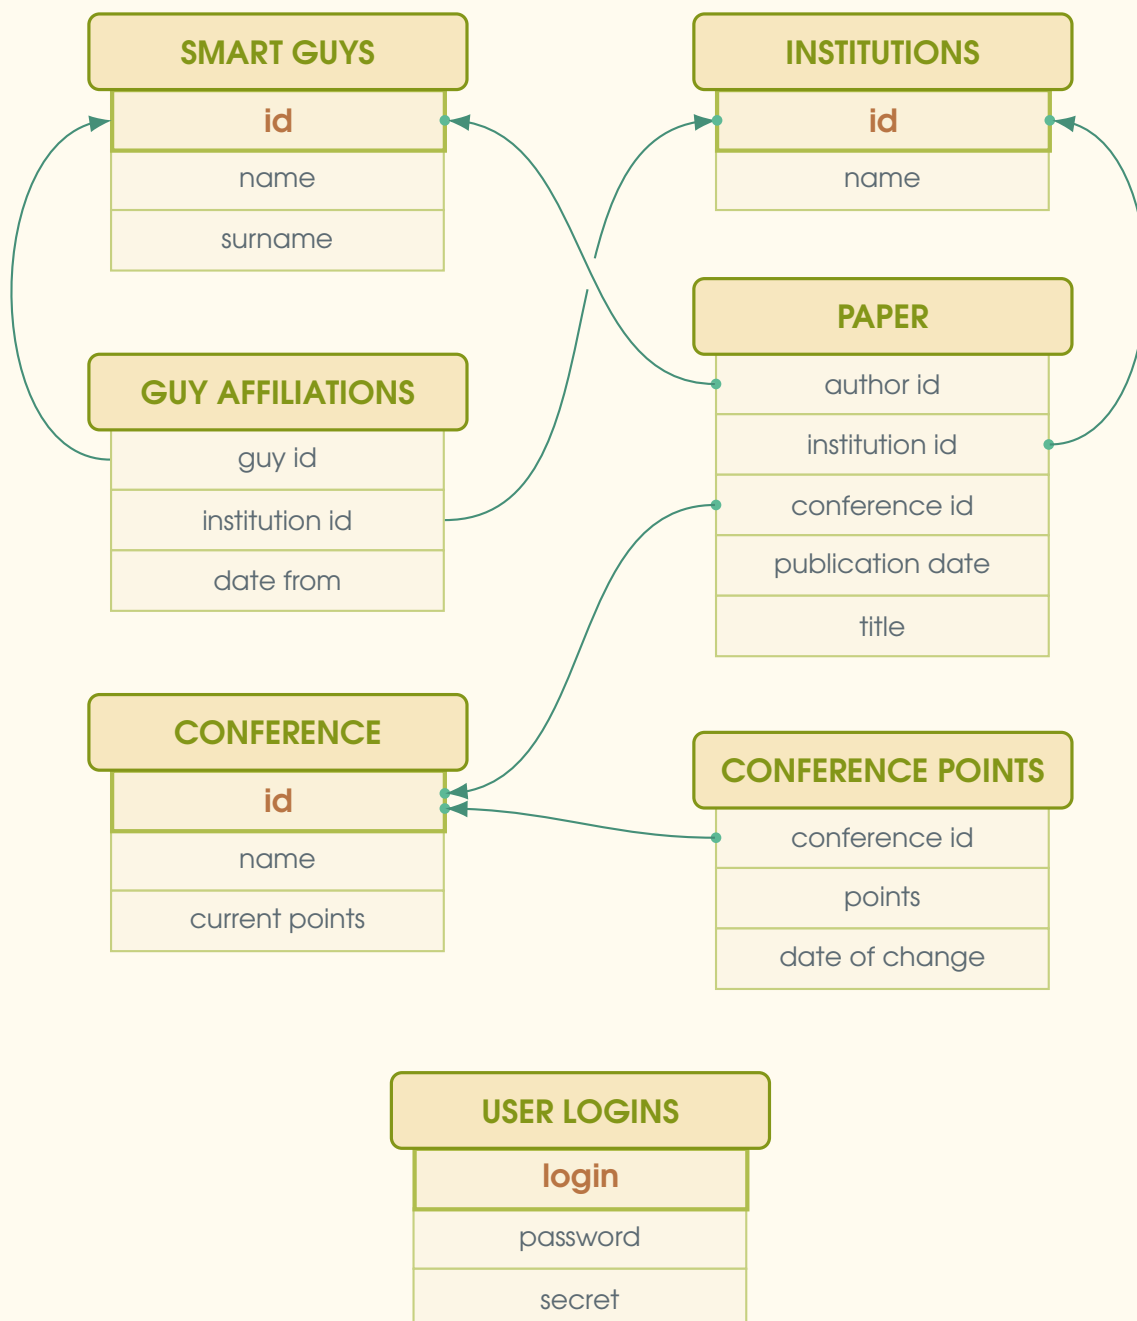 SMART GUYS
id
name
surname
INSTITUTIONS
id
name
GUY AFFILIATIONS
guy id
institution id
date from
PAPER
author id
institution id
conference id
publication date
title
CONFERENCE
id
name
current points
CONFERENCE POINTS
conference id
points
date of change
USER LOGINS
login
password
secret